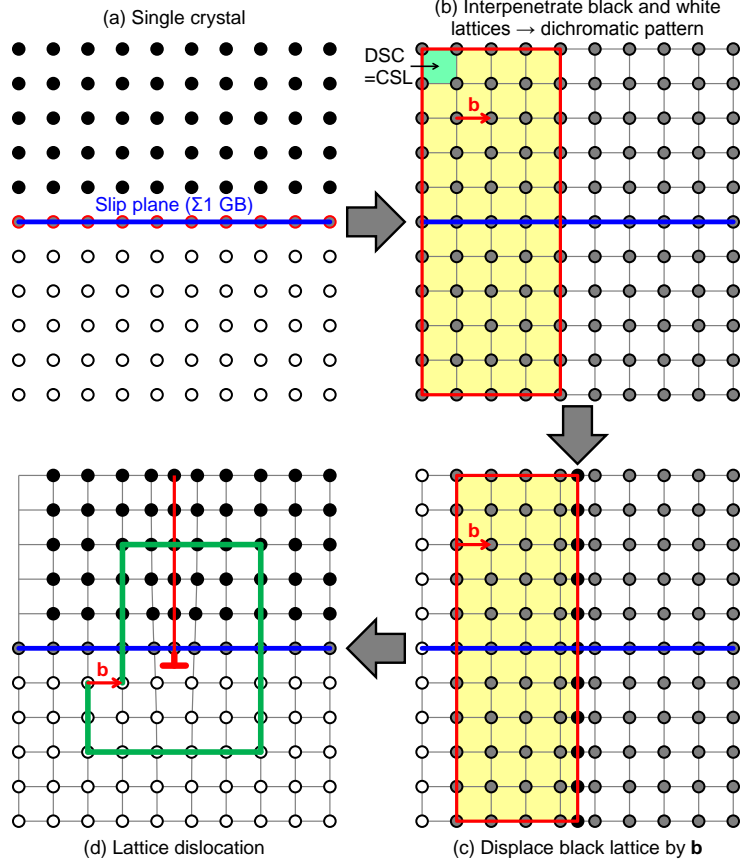 (a) Single crystal
(b) Interpenetrate black and white
lattices → dichromatic pattern
DSC
=CSL
b
Slip plane (Σ1 GB)
b
b
(d) Lattice dislocation
(c) Displace black lattice by b